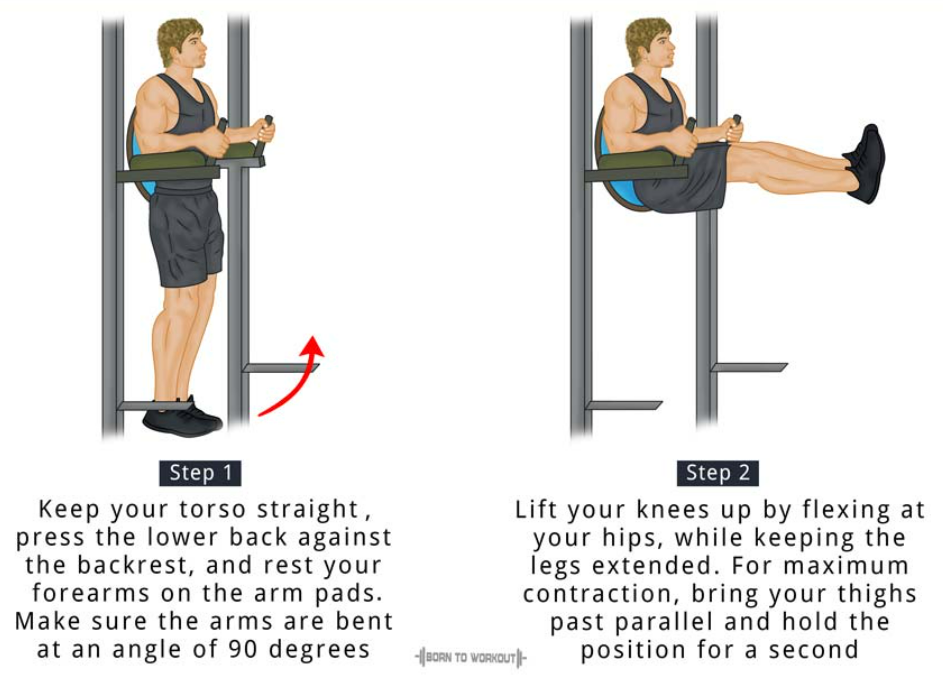 Step 1
Keep your torso straight,
press the lower back against
the backrest, and rest your
forearms on the arm pads.
Make sure the arms are bent
at an angle of 90 degrees
Step 2
Lift your knees up by flexing at
your hips, while keeping the
legs extended. For maximum
contraction, bring your thighs
past parallel and hold the
position for a second
BORN TO WORKOUT